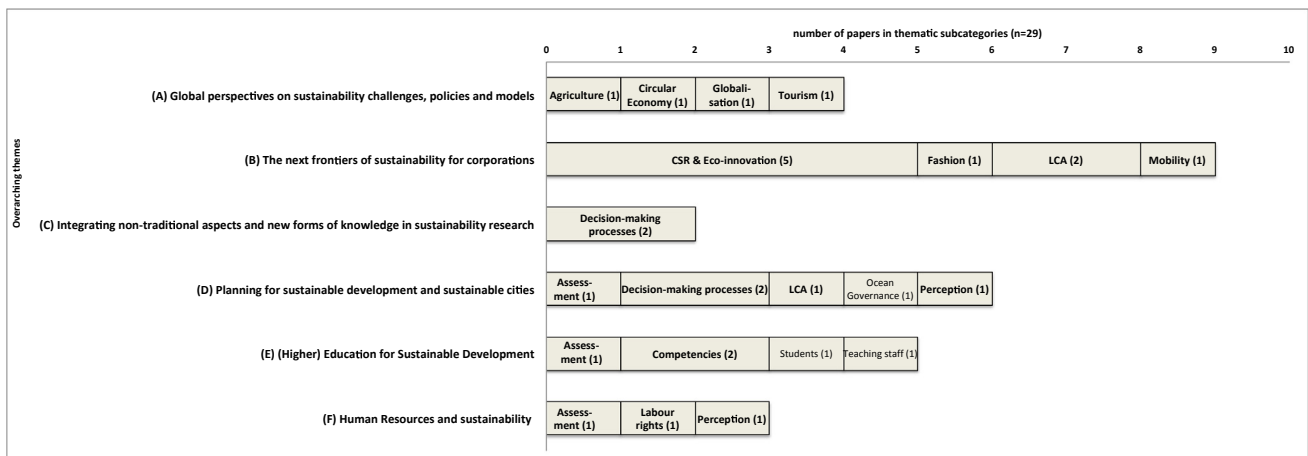 number of papers in thematic subcategories (n=29)
0 1 2 3 4 5 6 7 8 9 10
Overarching themes
(A) Global perspectives on sustainability challenges, policies and models
Agriculture (1)
Circular
Economy (1)
Globali-
sation (1)
Tourism (1)
(B) The next frontiers of sustainability for corporations
CSR & Eco-innovation (5)
Fashion (1)
LCA (2)
Mobility (1)
(C) Integrating non-traditional aspects and new forms of knowledge in sustainability research
Decision-making
processes (2)
(D) Planning for sustainable development and sustainable cities
Assess-
ment (1)
Decision-making processes (2)
LCA (1)
Ocean
Governance (1)
Perception (1)
(E) (Higher) Education for Sustainable Development
Assess-
ment (1)
Competencies (2)
Students (1)
Teaching staff (1)
(F) Human Resources and sustainability
Assess-
ment (1)
Labour
rights (1)
Perception (1)